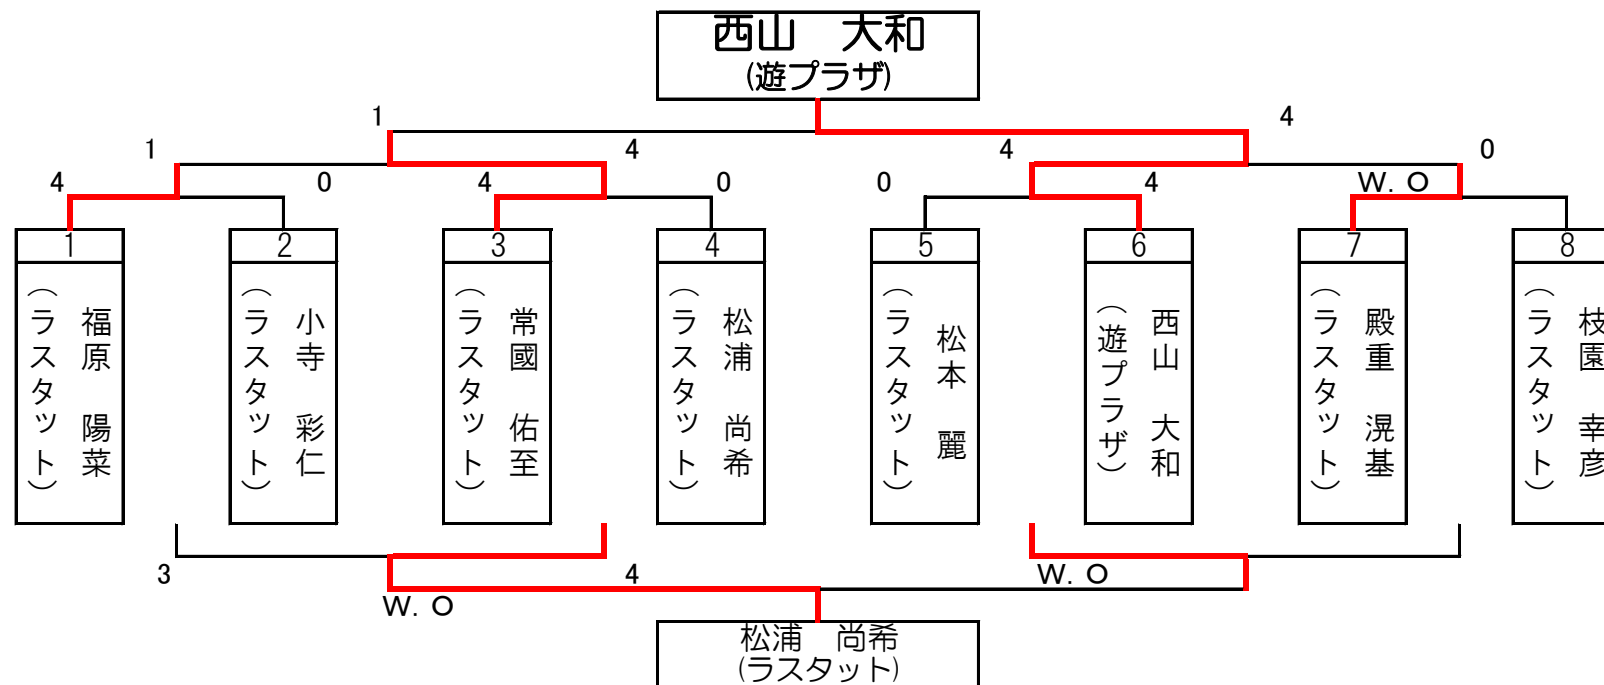 西山　大和
(遊プラザ)
1
4
1
4
4
0
4
0
4
0
0
4
W. O
1
2
3
4
5
6
7
8
福原　陽菜
(ラスタット)
小寺　彩仁
(ラスタット)
常國　佑至
(ラスタット)
松浦　尚希
(ラスタット)
松本　麗
(ラスタット)
西山　大和
(遊プラザ)
殿重　滉基
(ラスタット)
枝園　幸彦
(ラスタット)
3
4
W. O
W. O
松浦　尚希
(ラスタット)